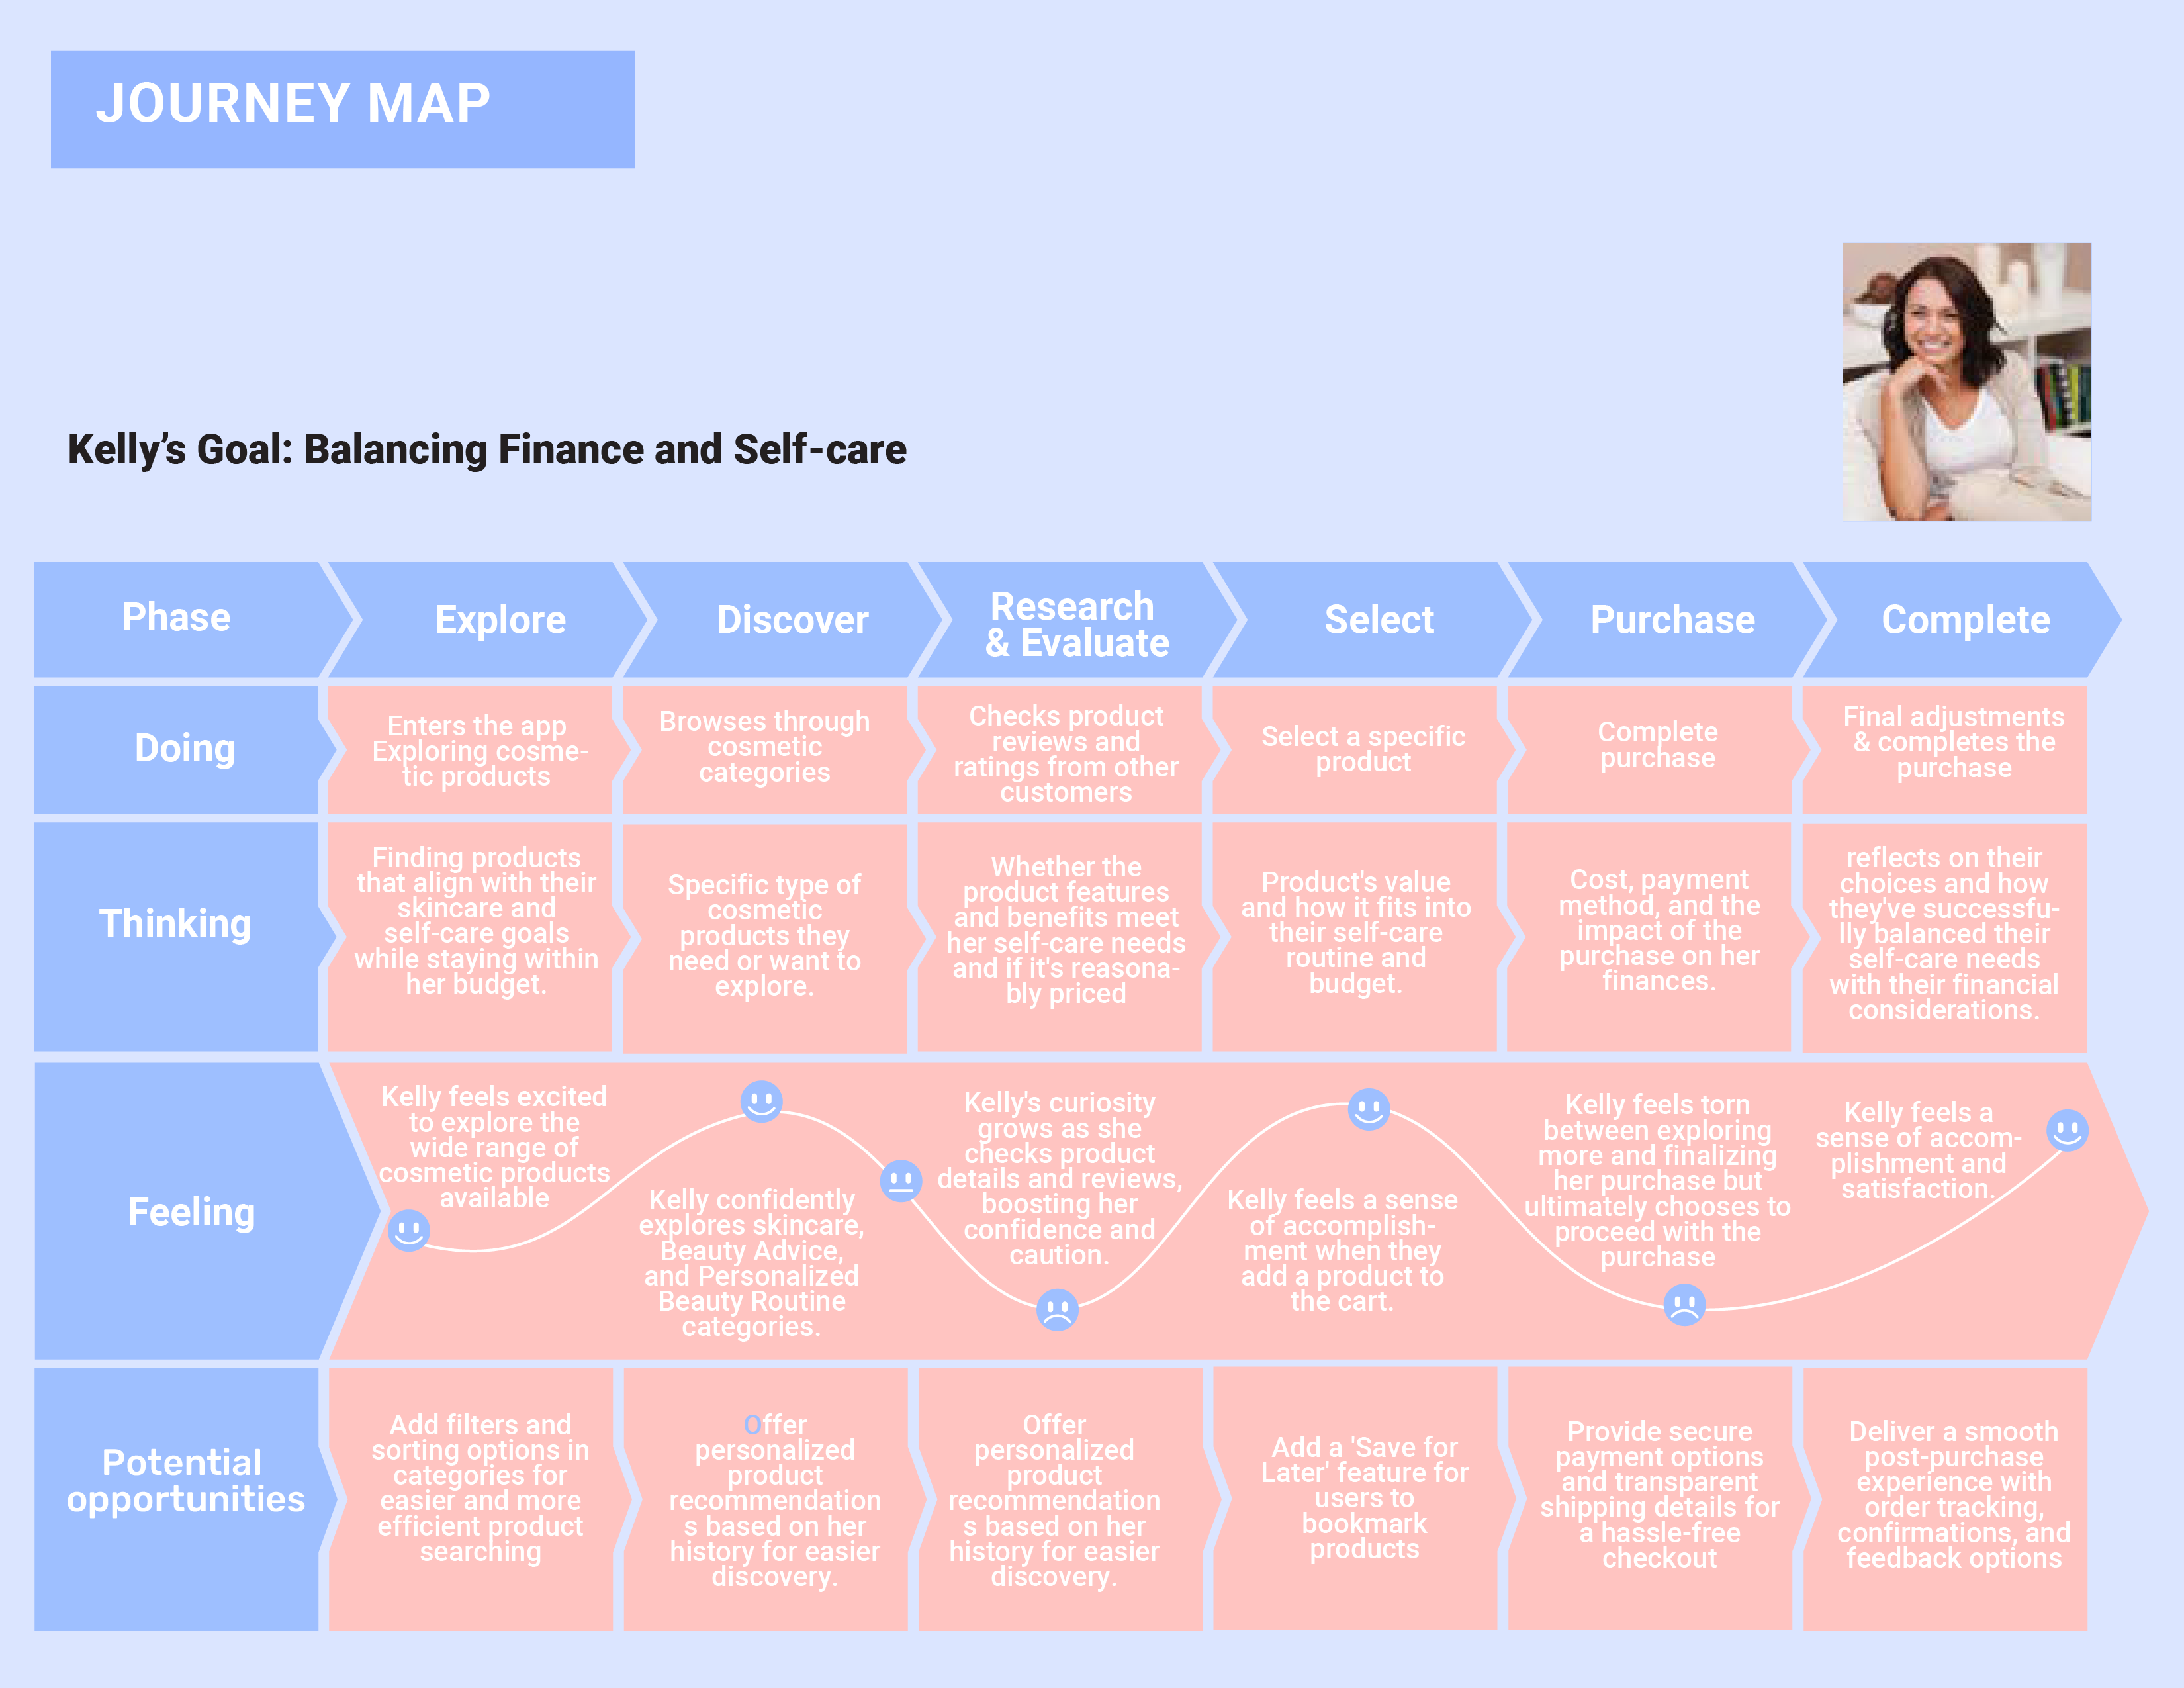 JOURNEY MAP
Kelly’s Goal: Balancing Finance and Self-care
Phase
Explore
Discover
Research
& Evaluate
Select
Purchase
Complete
Doing
Enters the app
Exploring cosme-
tic products
Browses through
cosmetic
categories
Checks product
reviews and
ratings from other
customers
Select a specific
product
Complete
purchase
Final adjustments
& completes the
purchase
Thinking
Finding products
that align with their
skincare and
self-care goals
while staying within
her budget.
Specific type of
cosmetic
products they
need or want to
explore.
Whether the
product features
and benefits meet
her self-care needs
and if it's reasona-
bly priced
Product's value
and how it fits into
their self-care
routine and
budget.
Cost, payment
method, and the
impact of the
purchase on her
finances.
reflects on their
choices and how
they've successfu-
lly balanced their
self-care needs
with their financial
considerations.
Feeling
Kelly feels excited
to explore the
wide range of
cosmetic products
available
Kelly confidently
explores skincare,
Beauty Advice,
and Personalized
Beauty Routine
categories.
Kelly's curiosity
grows as she
checks product
details and reviews,
boosting her
confidence and
caution.
Kelly feels a sense
of accomplish-
ment when they
add a product to
the cart.
Kelly feels torn
between exploring
more and finalizing
her purchase but
ultimately chooses to
proceed with the
purchase
Kelly feels a
sense of accom-
plishment and
satisfaction.
Potential
opportunities
Add filters and
sorting options in
categories for
easier and more
efficient product
searching
Offer
personalized
product
recommendation
s based on her
history for easier
discovery.
Offer
personalized
product
recommendation
s based on her
history for easier
discovery.
Add a 'Save for
Later' feature for
users to
bookmark
products
Provide secure
payment options
and transparent
shipping details for
a hassle-free
checkout
Deliver a smooth
post-purchase
experience with
order tracking,
confirmations, and
feedback options